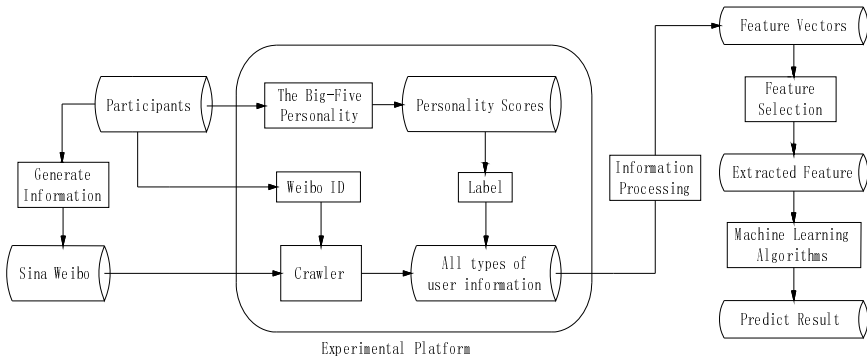 Participants
Generate
Information
Sina Weibo
The Big-Five
Personality
Personality Scores
Weibo ID
Label
Crawler
All types of
user information
Experimental Platform
Information
Processing
Feature Vectors
Feature
Selection
Extracted Feature
Machine Learning
Algorithms
Predict Result